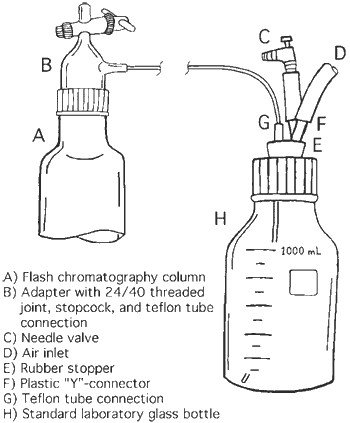 C
D
B
A
G
F
E
H
1000 mL
A) Flash chromatography column
B) Adapter with 24/40 threaded
joint, stopcock, and teflon tube
connection
C) Needle valve
D) Air inlet
E) Rubber stopper
F) Plastic "Y"-connector
G) Teflon tube connection
H) Standard laboratory glass bottle